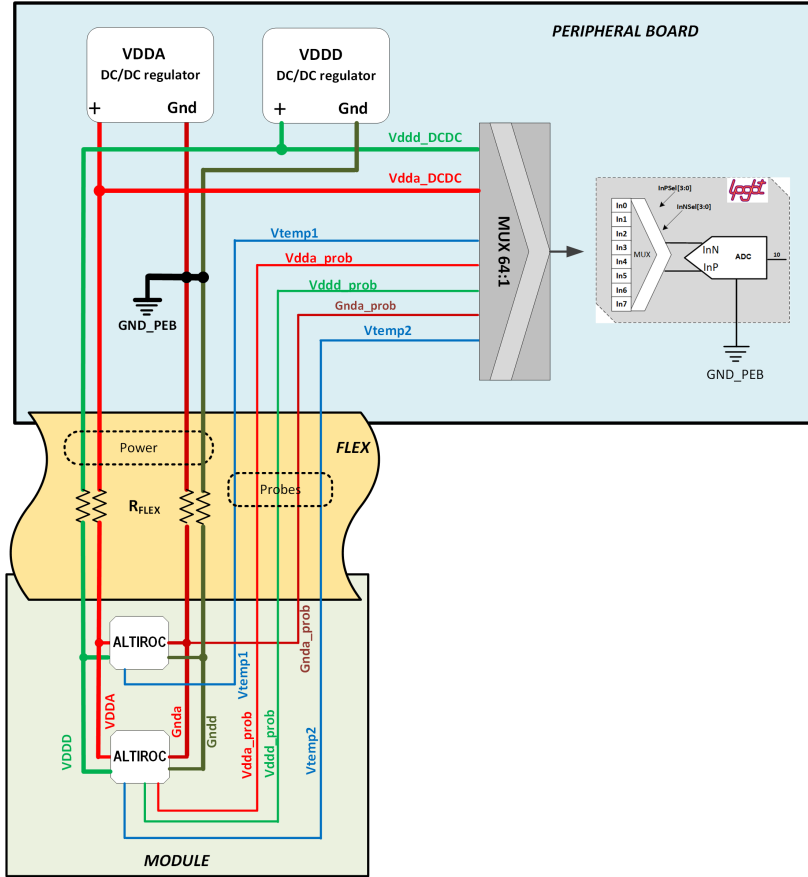 PERIPHERAL BOARD
VDDA
DC/DC regulator
+ Gnd
VDDD
DC/DC regulator
+ Gnd
Vddd_DCDC
Vdda_DCDC
Vtemp1
Vdda_prob
Vddd_prob
Gnda_prob
Vtemp2
GND_PEB
MUX 64:1
lpgbt
InPSel[3:0]
InNSel[3:0]
In0
In1
In2
In3
In4
In5
In6
In7
MUX
InN
InP
ADC
10
GND_PEB
Power
FLEX
Probes
RFLEX
ALTIROC
Gnda_prob
Vtemp1
VDDA
Gnda
Gndd
VDDD
ALTIROC
Vdda_prob
Vddd_prob
Vtemp2
MODULE